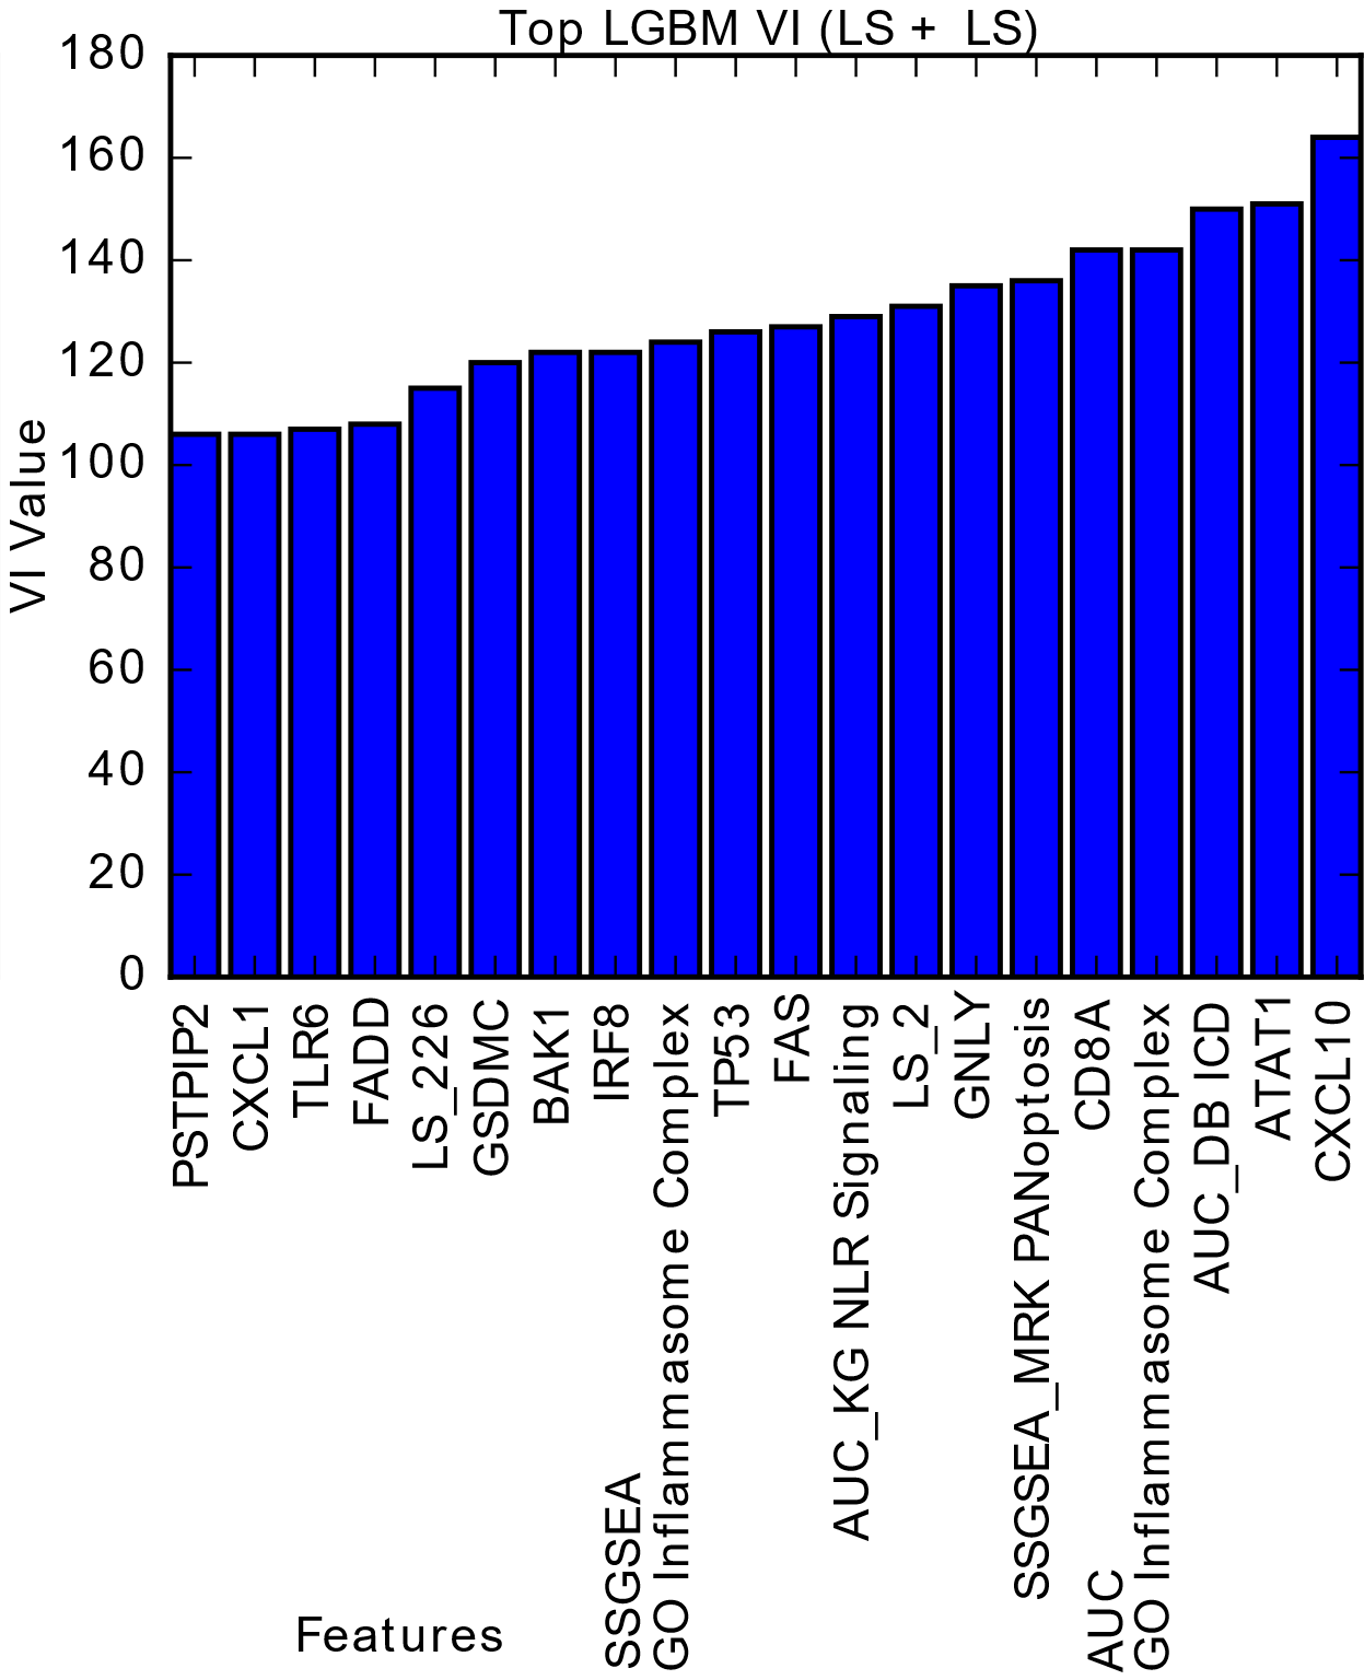 Top LGBM VI (LS + LS)
VI Value
180
160
140
120
100
80
60
40
20
0
PSTPIP2
CXCL1
TLR6
FADD
LS_226
GSDMC
BAK1
IRF8
SSGSEA
GO Inflammasome Complex
TP53
FAS
AUC_KG NLR Signaling
LS_2
GNLY
SSGSEA_MRK PANoptosis
CD8A
AUC
GO Inflammasome Complex
AUC_DB ICD
ATAT1
CXCL10
Features